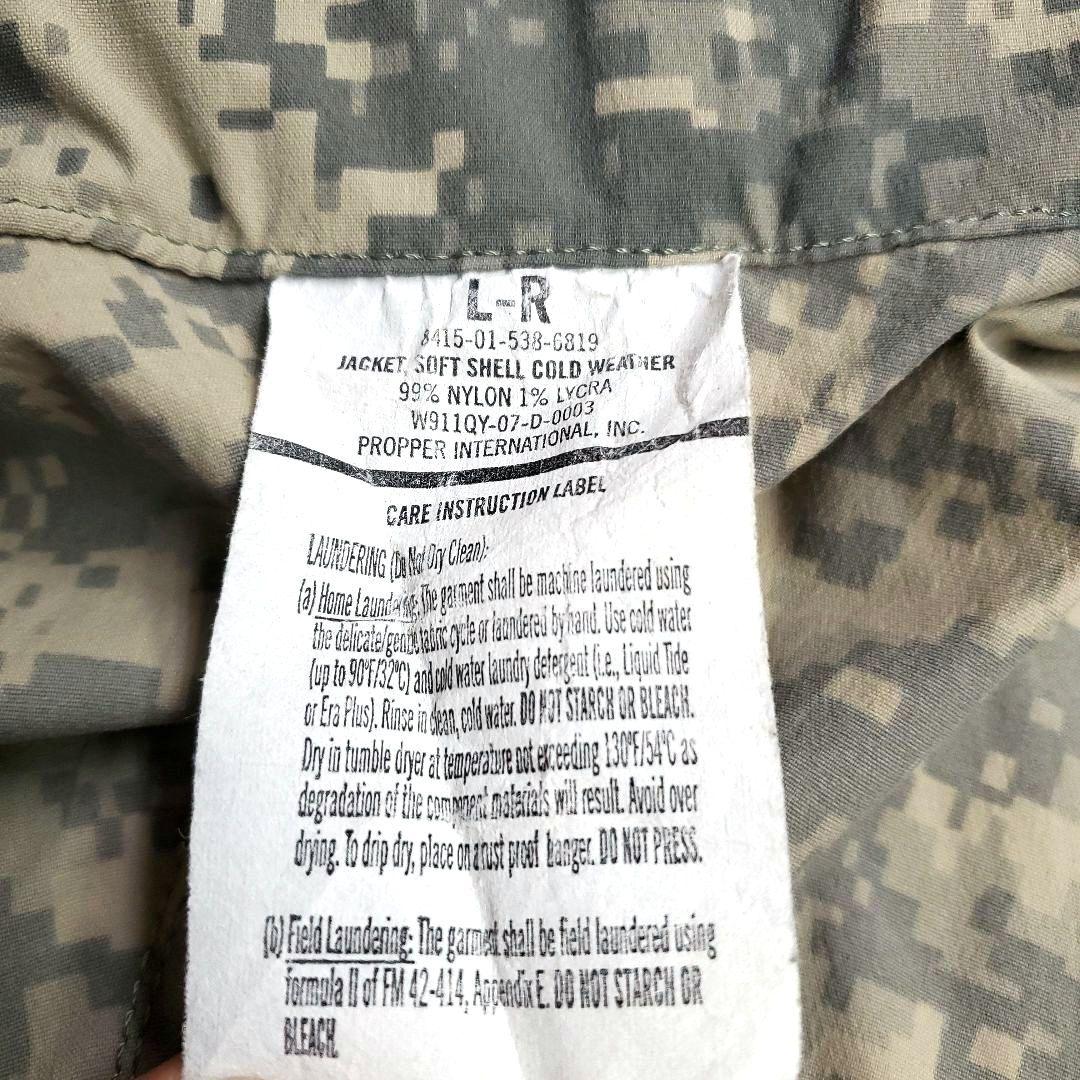 L-R
8415-01-538-6819
JACKET, SOFT SHELL COLD WEATHER
99% NYLON 1% LYCRA
W911QY-07-D-0003
PROPPER INTERNATIONAL, INC.
CARE INSTRUCTION LABEL
LAUNDERING (Do Not Dry Clean):
(a) Home Laundering: The garment shall be machine laundered using
the delicate/gentle fabric cycle or laundered by hand. Use cold water
(up to 90°F/32°C) and cold water laundry detergent (i.e., Liquid Tide
or Era Plus). Rinse in clean, cold water. DO NOT STARCH OR BLEACH.
Dry in tumble dryer at temperature not exceeding 130°F/54°C as
degradation of the component materials will result. Avoid over
drying. To drip dry, place on a rust proof hanger. DO NOT PRESS.
(b) Field Laundering: The garment shall be field laundered using
formula II of FM 42-414, Appendix E. DO NOT STARCH OR
BLEACH.